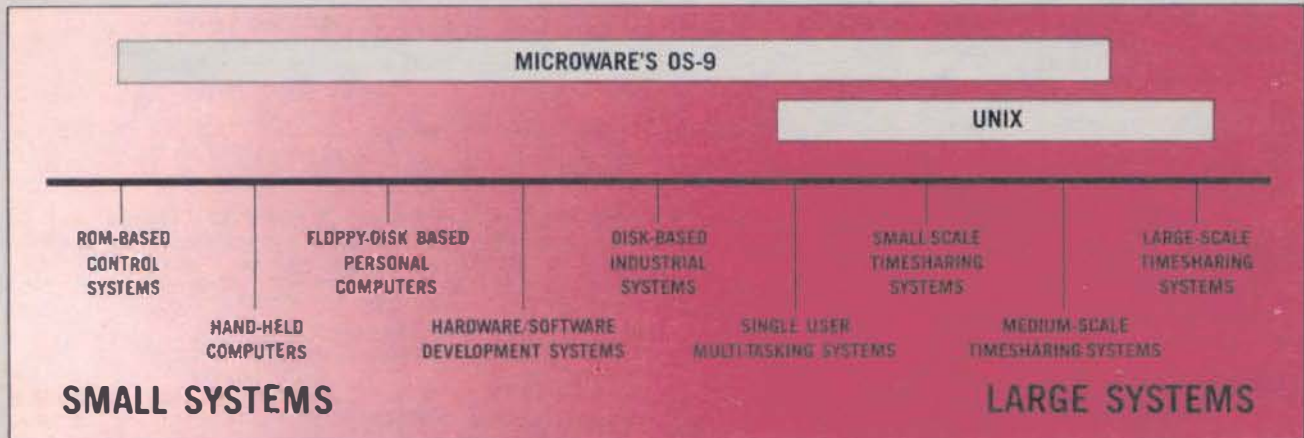 MICROWARE'S OS-9
UNIX
ROM-BASED
CONTROL
SYSTEMS
HAND-HELD
COMPUTERS
FLOPPY-DISK BASED
PERSONAL
COMPUTERS
HARDWARE/SOFTWARE
DEVELOPMENT SYSTEMS
DISK-BASED
INDUSTRIAL
SYSTEMS
SINGLE USER
MULTI-TASKING SYSTEMS
SMALL-SCALE
TIMESHARING
SYSTEMS
MEDIUM-SCALE
TIMESHARING SYSTEMS
LARGE-SCALE
TIMESHARING
SYSTEMS
SMALL SYSTEMS
LARGE SYSTEMS